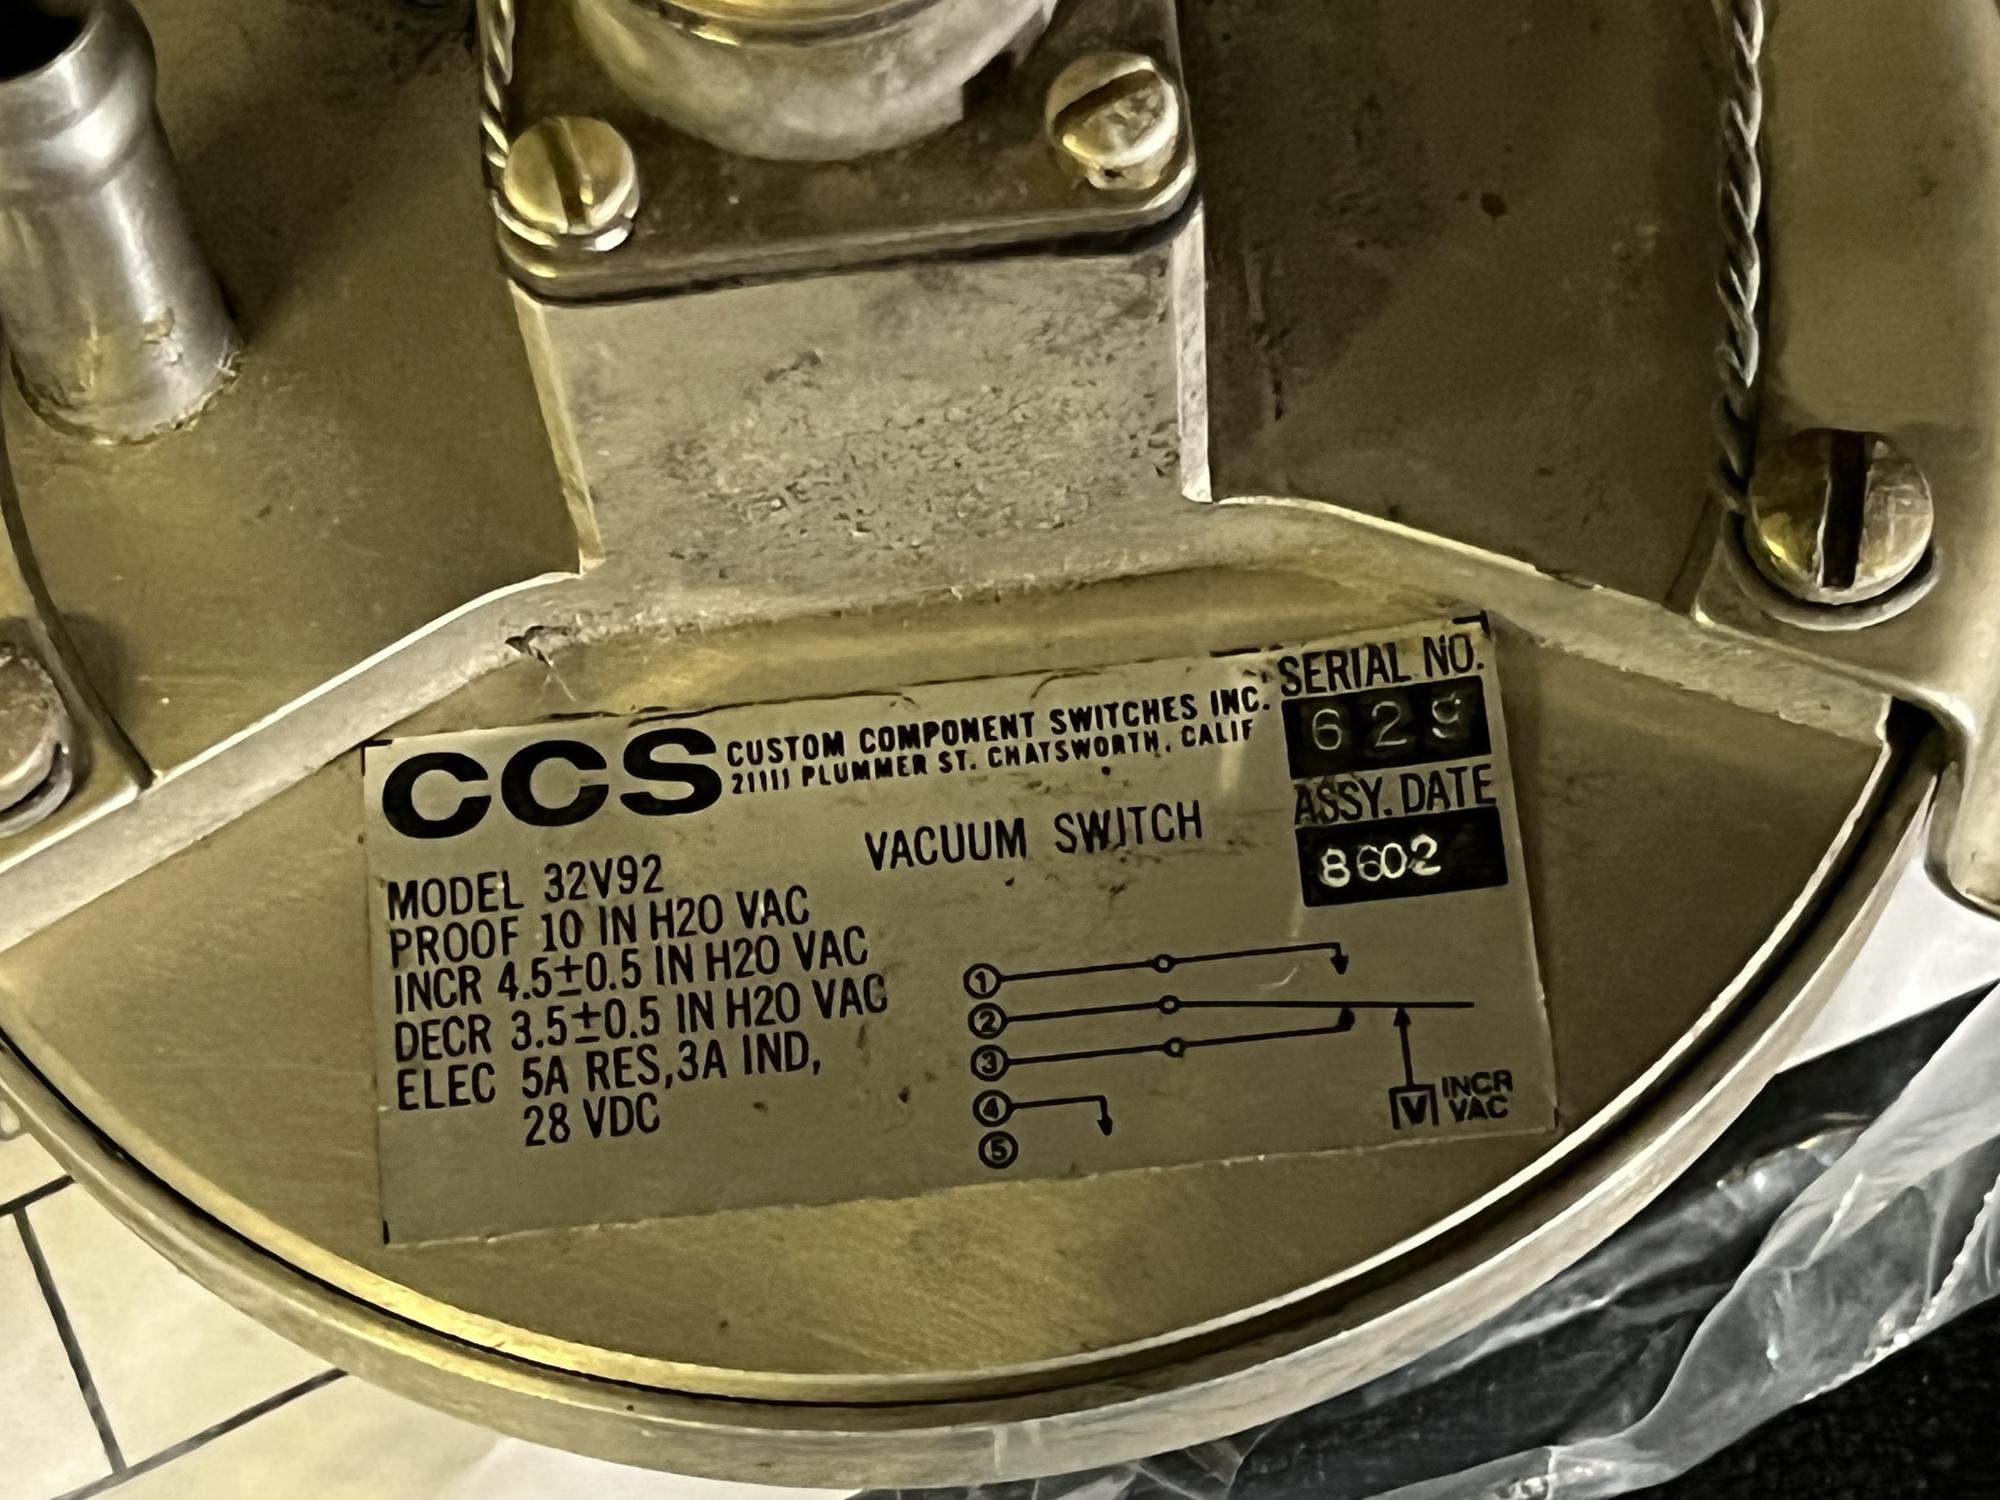 CCS
CUSTOM COMPONENT SWITCHES INC.
21111 PLUMMER ST. CHATSWORTH, CALIF
SERIAL NO.
629
ASSY. DATE
8602
VACUUM SWITCH
MODEL 32V92
PROOF 10 IN H2O VAC
INCR 4.5±0.5 IN H2O VAC
DECR 3.5±0.5 IN H2O VAC
ELEC 5A RES,3A IND,
28 VDC
1
2
3
4
5
V
INCR
VAC